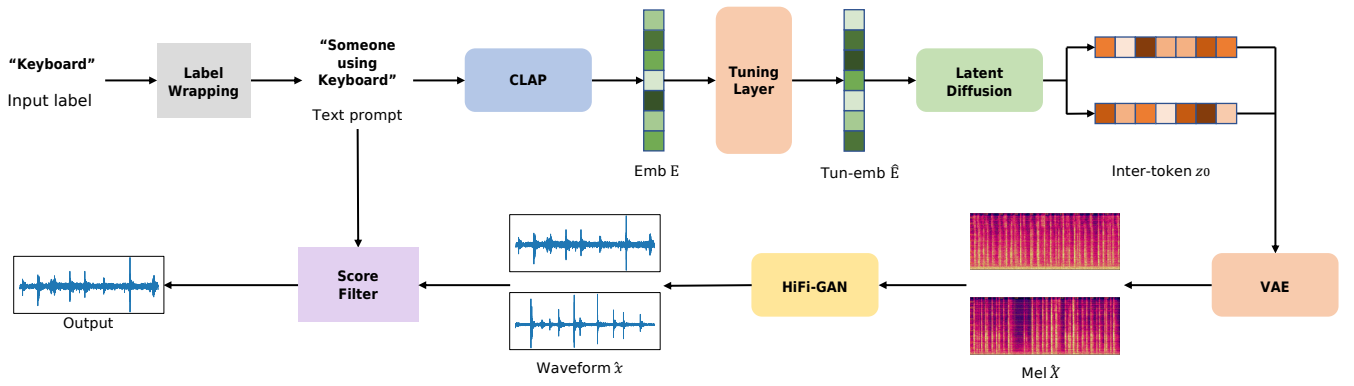 “Keyboard”
Input label
Label
Wrapping
“Someone
using
Keyboard”
Text prompt
CLAP
Emb E
Tuning
Layer
Tun-emb Ê
Latent
Diffusion
Inter-token z0
Output
Score
Filter
Waveform x̂
HiFi-GAN
Mel X̂
VAE